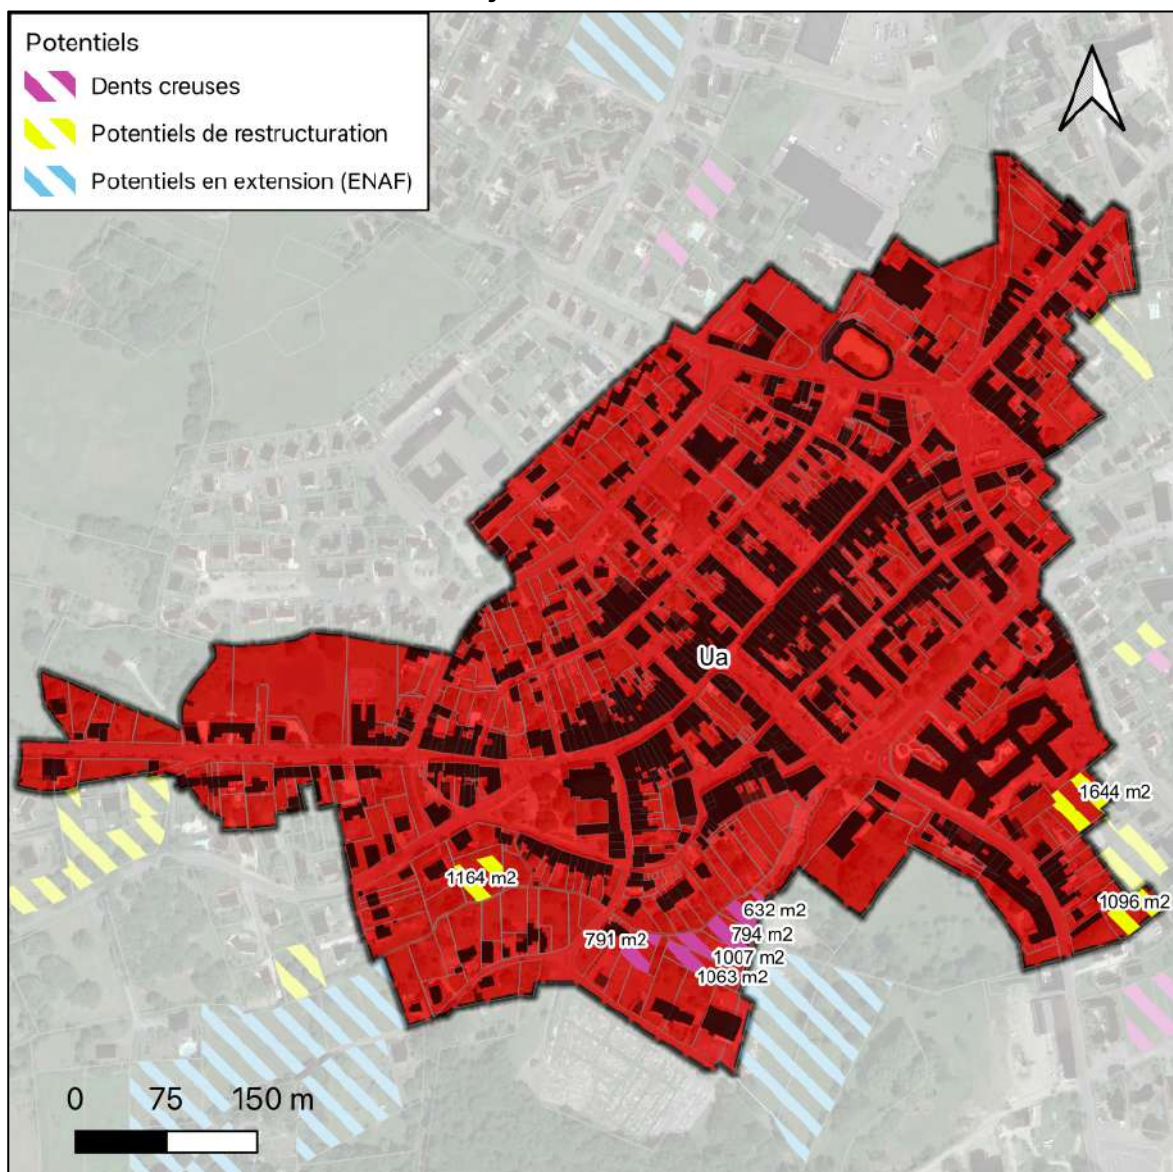 Potentiels
Dents creuses
Potentiels de restructuration
Potentiels en extension (ENAF)
Ua
1644 m2
1164 m2
1096 m2
632 m2
794 m2
791 m2
1007 m2
1063 m2
0 75 150 m